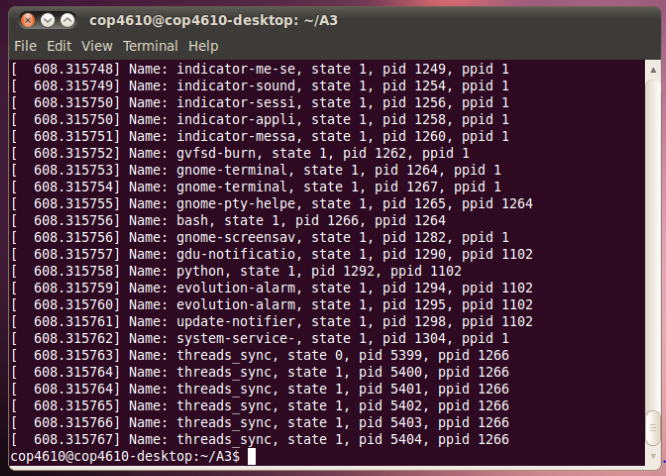 cop4610@cop4610-desktop: ~/A3
File Edit View Terminal Help
[  608.315748] Name: indicator-me-se, state 1, pid 1249, ppid 1
[  608.315749] Name: indicator-sound, state 1, pid 1254, ppid 1
[  608.315750] Name: indicator-sessi, state 1, pid 1256, ppid 1
[  608.315750] Name: indicator-appli, state 1, pid 1258, ppid 1
[  608.315751] Name: indicator-messa, state 1, pid 1260, ppid 1
[  608.315752] Name: gvfsd-burn, state 1, pid 1262, ppid 1
[  608.315753] Name: gnome-terminal, state 1, pid 1264, ppid 1
[  608.315754] Name: gnome-terminal, state 1, pid 1267, ppid 1
[  608.315755] Name: gnome-pty-helpe, state 1, pid 1265, ppid 1264
[  608.315756] Name: bash, state 1, pid 1266, ppid 1264
[  608.315756] Name: gnome-screensav, state 1, pid 1282, ppid 1
[  608.315757] Name: gdu-notificatio, state 1, pid 1290, ppid 1102
[  608.315758] Name: python, state 1, pid 1292, ppid 1102
[  608.315759] Name: evolution-alarm, state 1, pid 1294, ppid 1102
[  608.315760] Name: evolution-alarm, state 1, pid 1295, ppid 1102
[  608.315761] Name: update-notifier, state 1, pid 1298, ppid 1102
[  608.315762] Name: system-service-, state 1, pid 1304, ppid 1
[  608.315763] Name: threads_sync, state 0, pid 5399, ppid 1266
[  608.315764] Name: threads_sync, state 1, pid 5400, ppid 1266
[  608.315764] Name: threads_sync, state 1, pid 5401, ppid 1266
[  608.315765] Name: threads_sync, state 1, pid 5402, ppid 1266
[  608.315766] Name: threads_sync, state 1, pid 5403, ppid 1266
[  608.315767] Name: threads_sync, state 1, pid 5404, ppid 1266
cop4610@cop4610-desktop:~/A3$